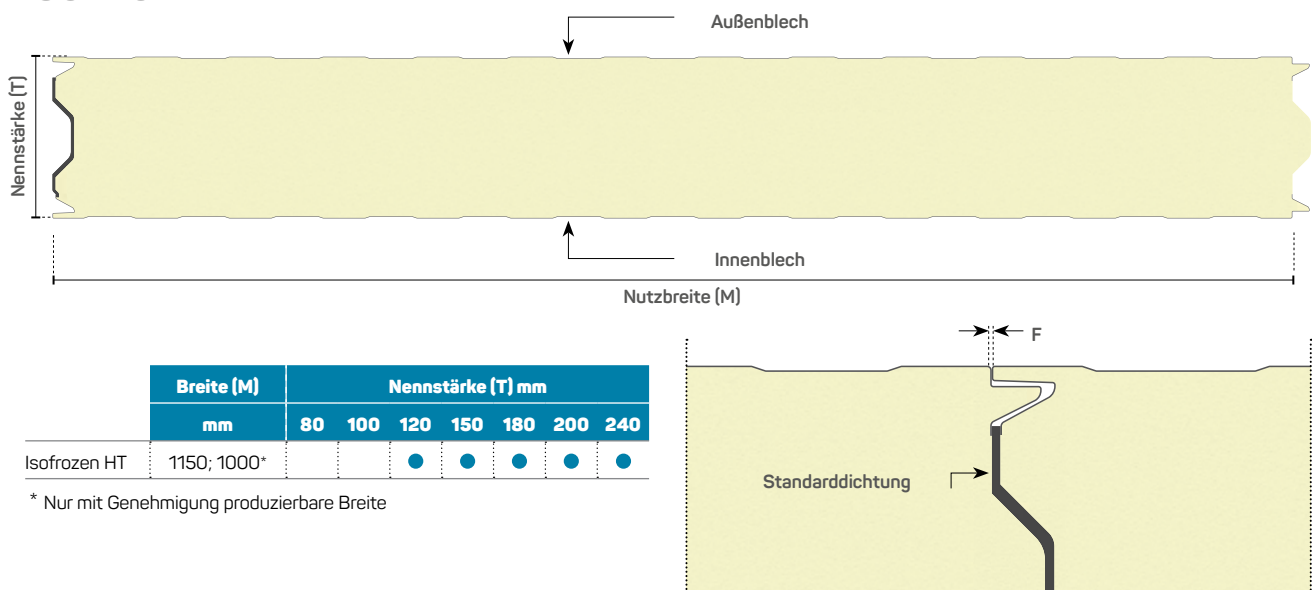 Außenblech
Nennstärke (T)
Innenblech
Nutzbreite (M)
Breite (M) Nennstärke (T) mm
mm 80 100 120 150 180 200 240
Isofrozen HT 1150; 1000*
* Nur mit Genehmigung produzierbare Breite
F
Standarddichtung